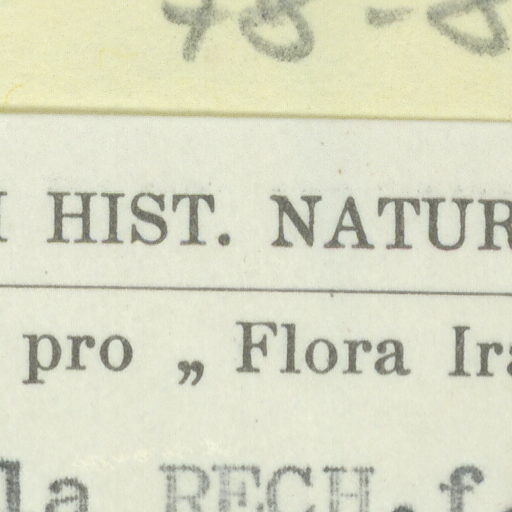 HIST. NATUR
pro „ Flora Ira
la RECH.f.